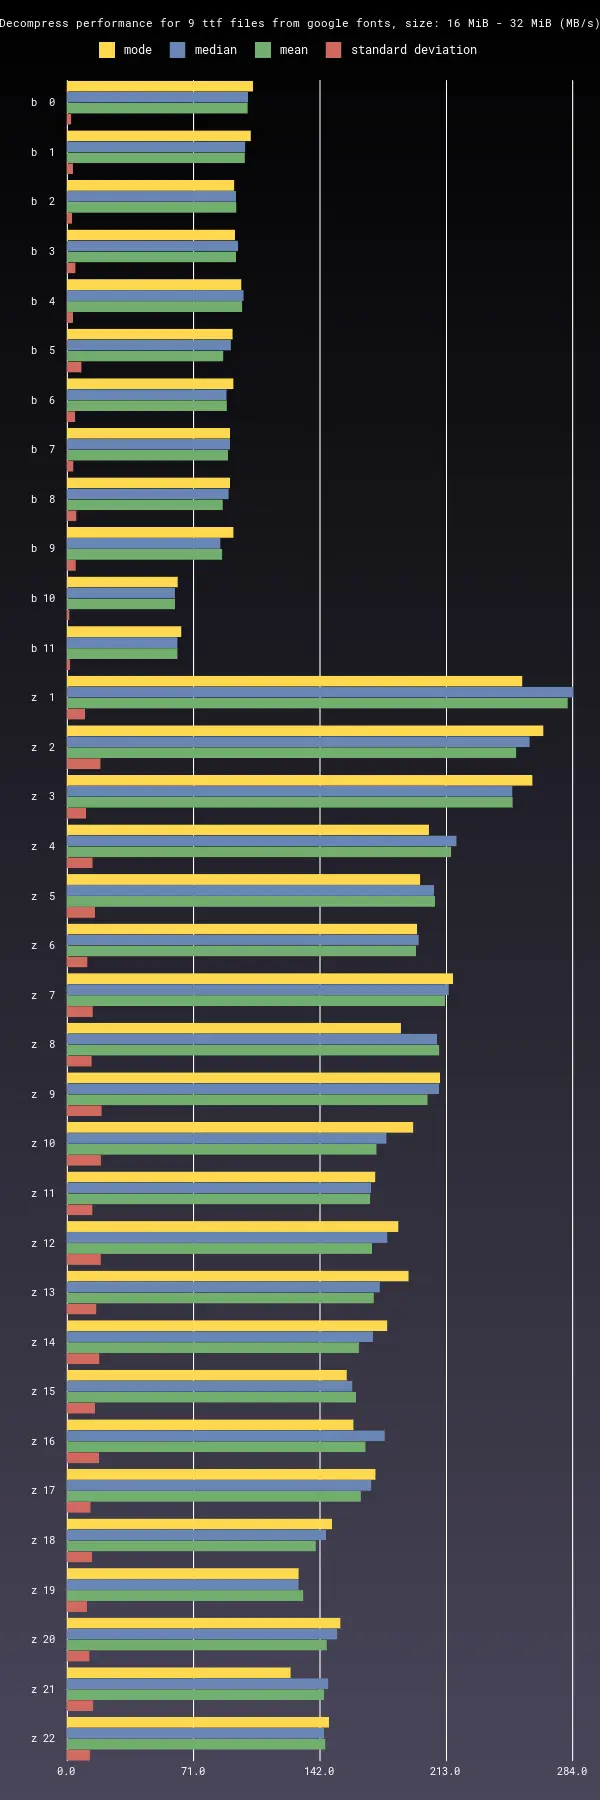 Decompress performance for 9 ttf files from google fonts, size: 16 MiB - 32 MiB (MB/s)
mode median mean standard deviation
b 0
b 1
b 2
b 3
b 4
b 5
b 6
b 7
b 8
b 9
b 10
b 11
z 1
z 2
z 3
z 4
z 5
z 6
z 7
z 8
z 9
z 10
z 11
z 12
z 13
z 14
z 15
z 16
z 17
z 18
z 19
z 20
z 21
z 22
0.0 71.0 142.0 213.0 284.0